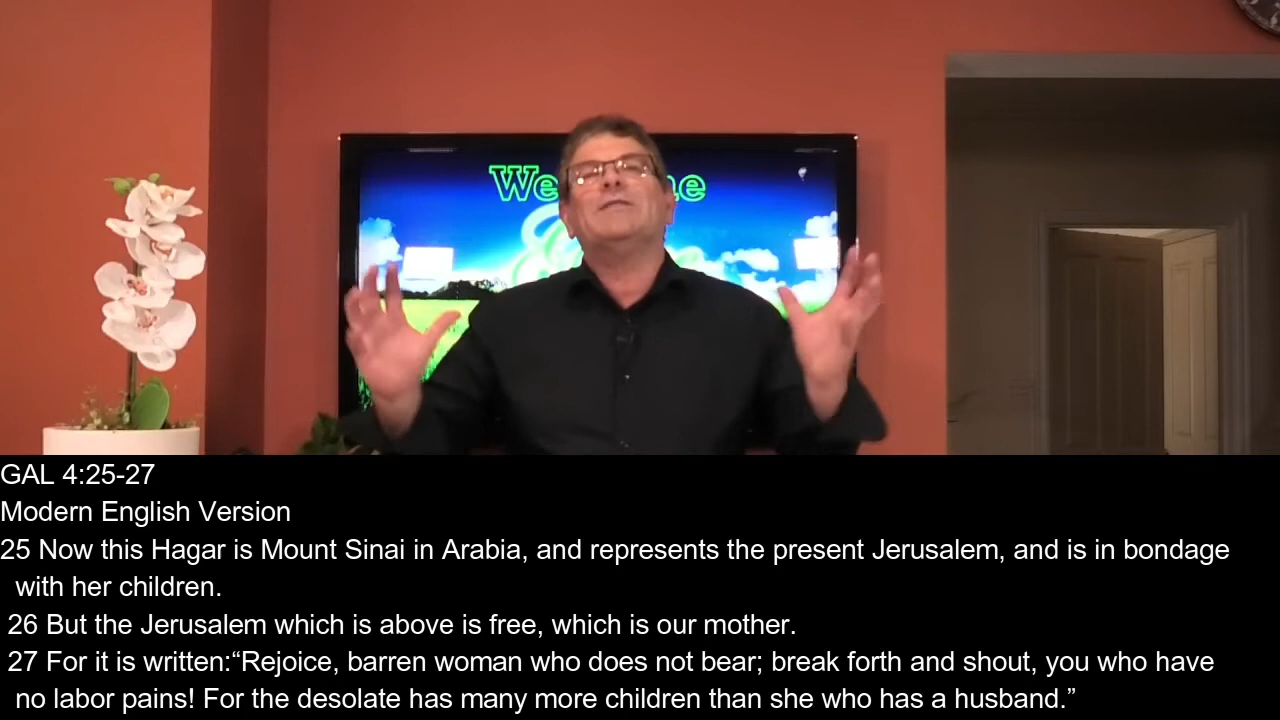 GAL 4:25-27
Modern English Version
25 Now this Hagar is Mount Sinai in Arabia, and represents the present Jerusalem, and is in bondage
with her children.
26 But the Jerusalem which is above is free, which is our mother.
27 For it is written:“Rejoice, barren woman who does not bear; break forth and shout, you who have
no labor pains! For the desolate has many more children than she who has a husband.”